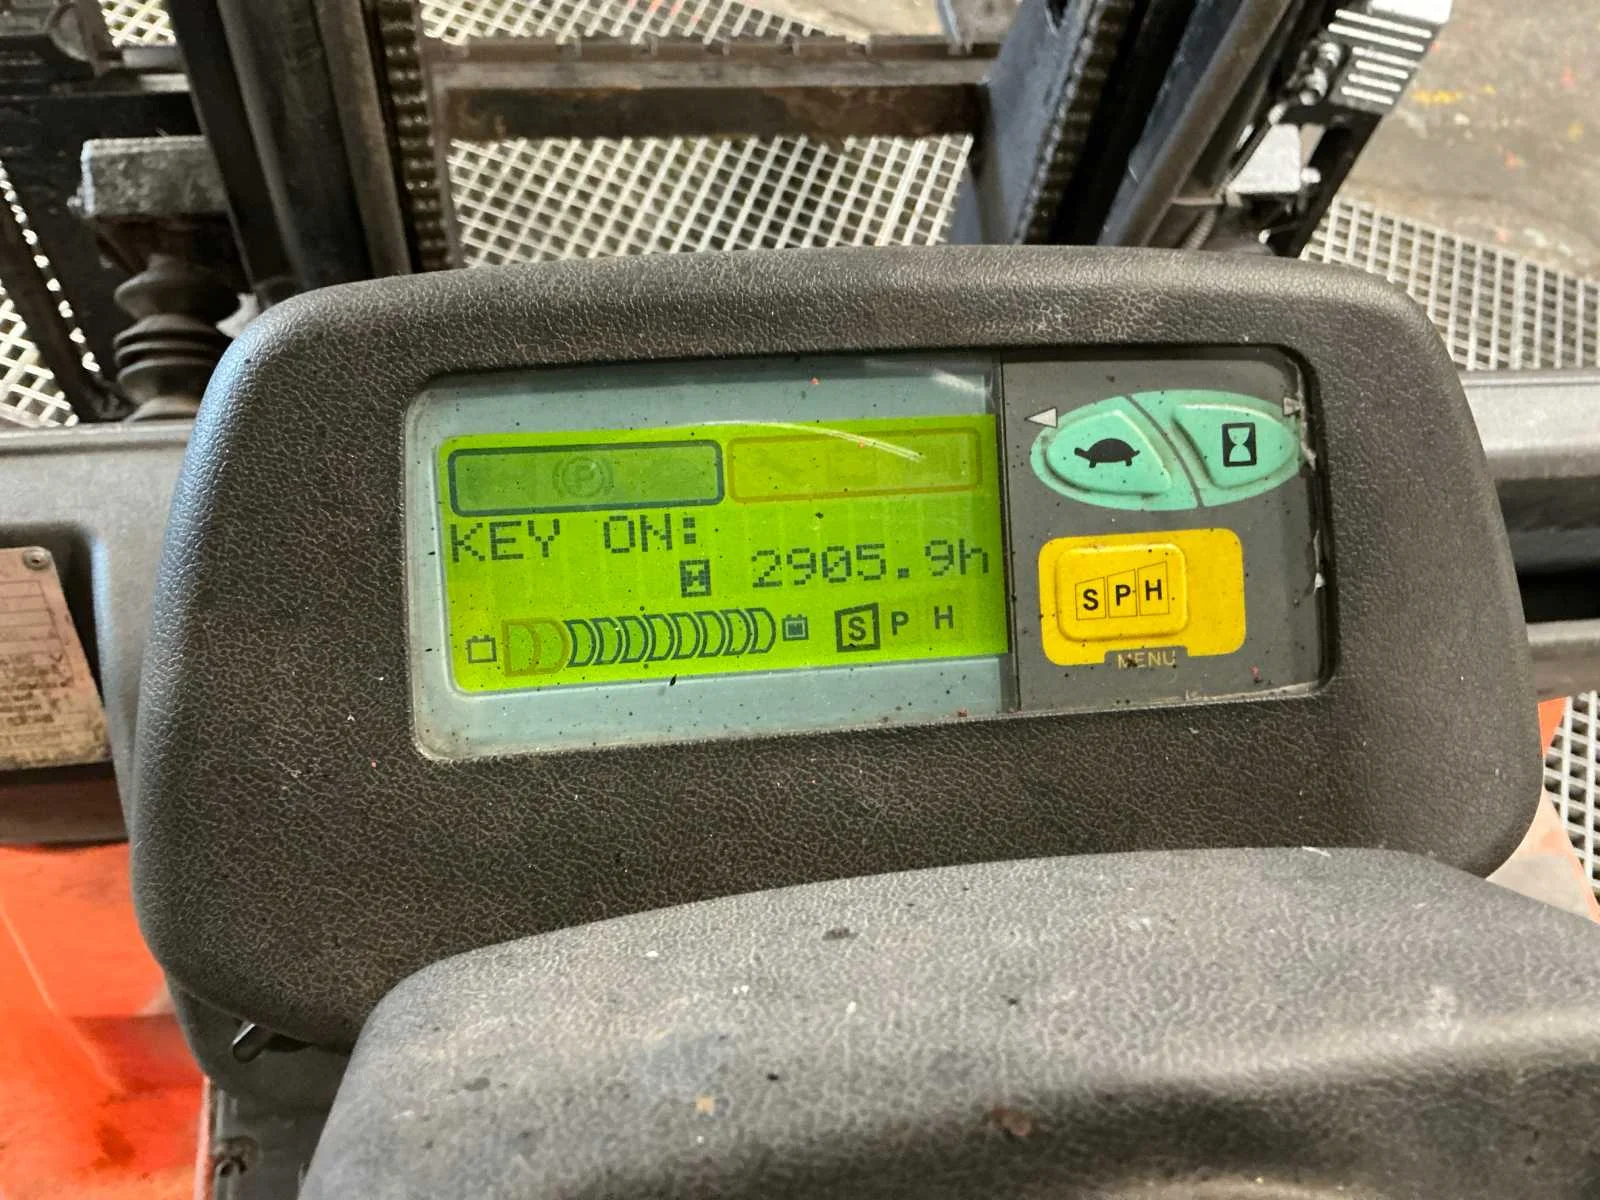 P
KEY ON:
2905.9h
S P H
S P H
MENU